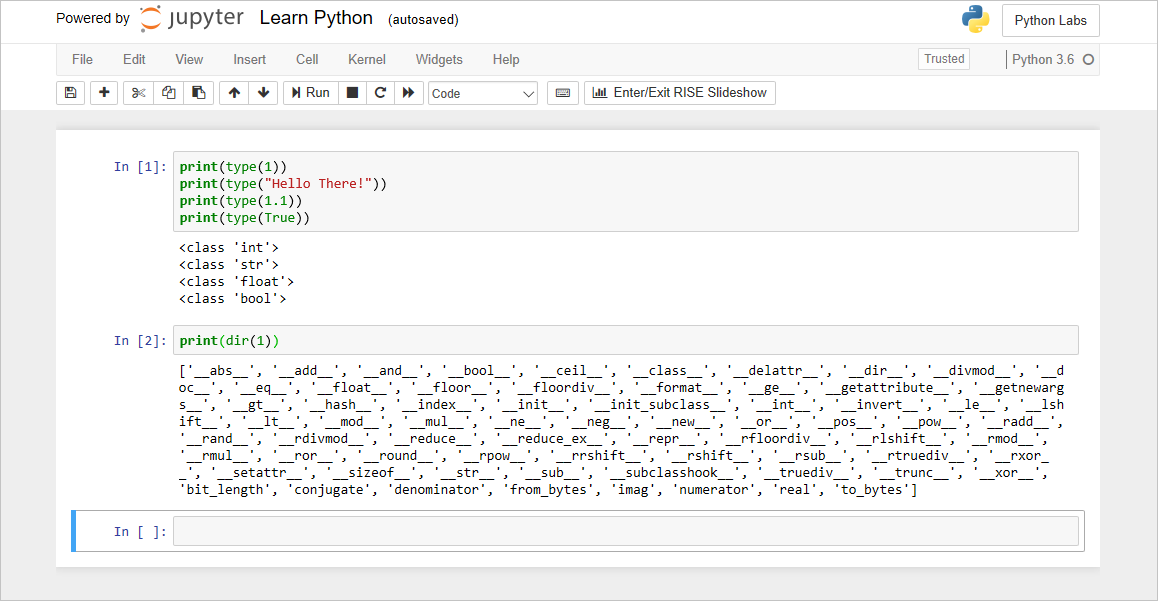 Powered by jupyter Learn Python (autosaved) Python Labs
File Edit View Insert Cell Kernel Widgets Help Trusted Python 3.6
Run Code Enter/Exit RISE Slideshow
In [1]: print(type(1))
print(type("Hello There!"))
print(type(1.1))
print(type(True))
<class 'int'>
<class 'str'>
<class 'float'>
<class 'bool'>
In [2]: print(dir(1))
['__abs__', '__add__', '__and__', '__bool__', '__ceil__', '__class__', '__delattr__', '__dir__', '__divmod__', '__d
oc__', '__eq__', '__float__', '__floor__', '__floordiv__', '__format__', '__ge__', '__getattribute__', '__getnewarg
s__', '__gt__', '__hash__', '__index__', '__init__', '__init_subclass__', '__int__', '__invert__', '__le__', '__lsh
ift__', '__lt__', '__mod__', '__mul__', '__ne__', '__neg__', '__new__', '__or__', '__pos__', '__pow__', '__radd__',
'__rand__', '__rdivmod__', '__reduce__', '__reduce_ex__', '__repr__', '__rfloordiv__', '__rlshift__', '__rmod__',
'__rmul__', '__ror__', '__round__', '__rpow__', '__rrshift__', '__rshift__', '__rsub__', '__rtruediv__', '__rxor_
_', '__setattr__', '__sizeof__', '__str__', '__sub__', '__subclasshook__', '__truediv__', '__trunc__', '__xor__',
'bit_length', 'conjugate', 'denominator', 'from_bytes', 'imag', 'numerator', 'real', 'to_bytes']
In [ ]: